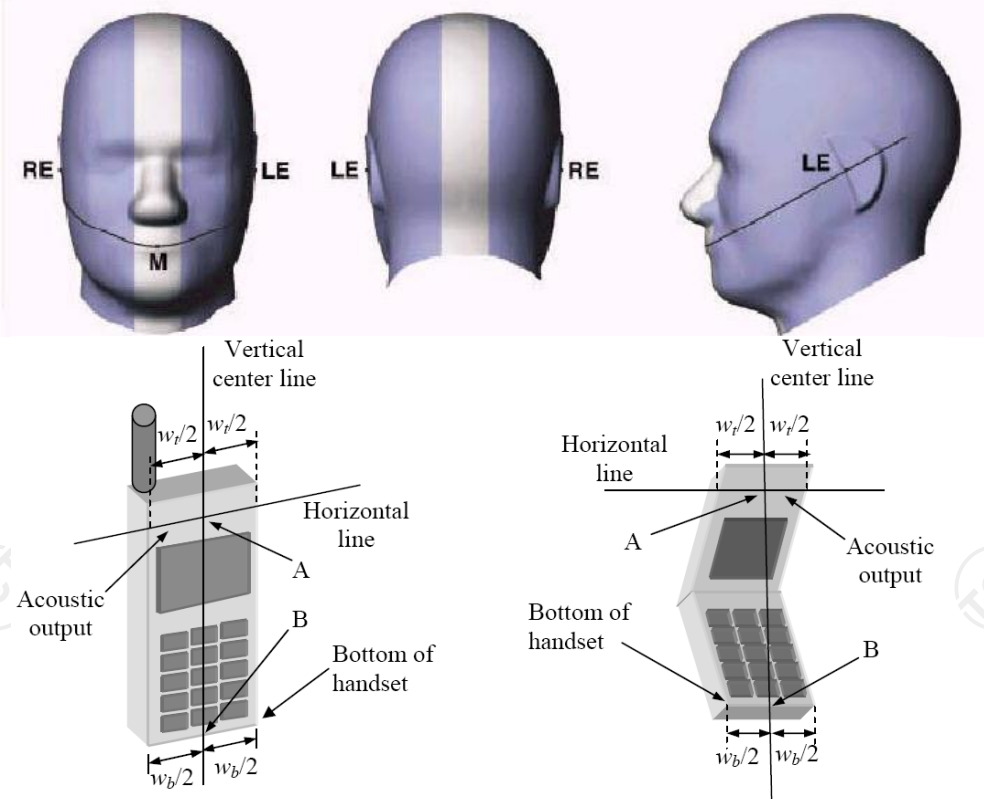 RE
LE
M
LE
RE
LE
Vertical
center line
wt/2
wt/2
Horizontal
line
A
Acoustic
output
B
Bottom of
handset
wb/2
wb/2
Vertical
center line
wt/2
wt/2
Horizontal
line
A
Acoustic
output
Bottom of
handset
B
wb/2
wb/2